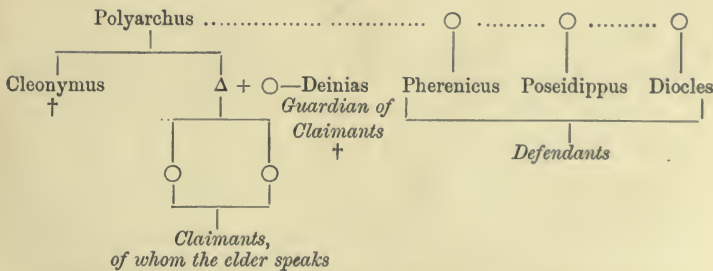 Polyarchus
Cleonymus Δ + ○—Deinias Pherenicus Poseidippus Diocles
† Guardian of
Claimants
†
Defendants
Claimants,
of whom the elder speaks